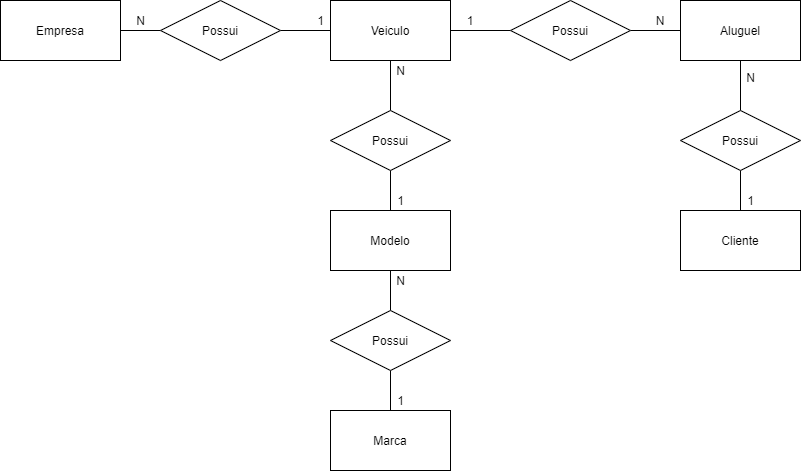 Empresa N Possui 1 Veiculo 1 Possui N Aluguel
N N
Possui Possui
1 1
Modelo Cliente
N
Possui
1
Marca